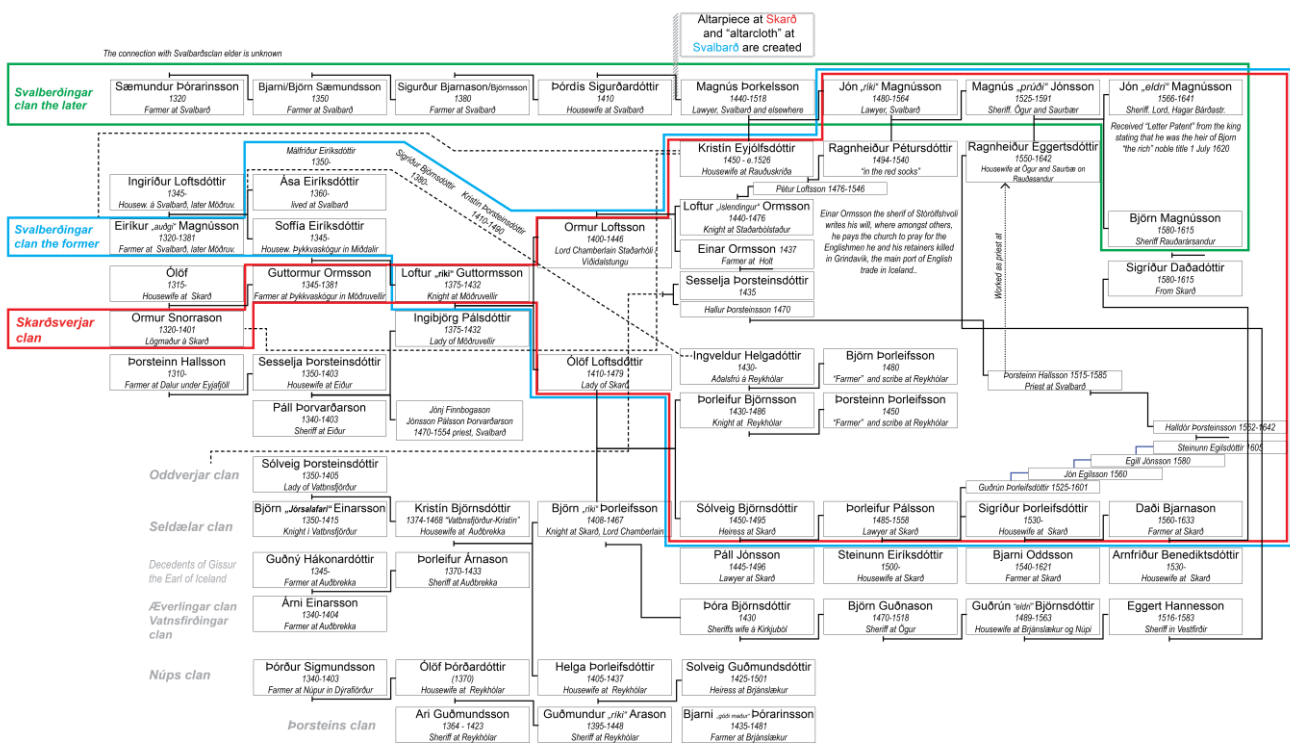 Altarpiece at Skarð
and "altarcloth" at
Svalbarð are created
The connection with Svalbarðsclan elder is unknown
Svalberðingar
clan the later
Sæmundur Þórarinsson
1320
Farmer at Svalbarð
Bjarni/Björn Sæmundsson
1350
Farmer at Svalbarð
Sigurður Bjarnason/Björnsson
1380
Farmer at Svalbarð
Þórdís Sigurðardóttir
1410
Housewife at Svalbarð
Magnús Þorkelsson
1440-1518
Lawyer, Svalbarð and elsewhere
Jón „ríki" Magnússon
1480-1564
Lawyer, Svalbarð
Magnús „prúði" Jónsson
1525-1591
Sheriff. Ögur and Saurbær
Jón „eldri" Magnússon
1566-1641
Sheriff. Lord, Hagar Bárðastr.
Received "Letter Patent" from the king
stating that he was the heir of Bjorn
"the rich" noble title 1 July 1620
Málfríður Eiríksdóttir
1350-
Sigríður Björnsdóttir
1380-
Kristín Þorsteinsdóttir
1410-1490
Kristín Eyjólfsdóttir
1450 - e.1526
Housewife at Rauðuskriða
Ragnheiður Pétursdóttir
1494-1540
"in the red socks"
Ragnheiður Eggertsdóttir
1550-1642
Housewife at Ögur and Saurbæ on
Rauðasandur
Ingiríður Loftsdóttir
1345-
Housew. á Svalbarð, later Möðruv.
Ása Eiríksdóttir
1360-
lived at Svalbarð
Pétur Loftsson 1476-1546
Svalberðingar
clan the former
Eiríkur „auðgi" Magnússon
1320-1381
Farmer at Svalbarð, later Möðruv.
Soffía Eiríksdóttir
1345-
Housew. Þykkvaskógur in Miðdalir
Ormur Loftsson
1400-1446
Lord Chamberlain Staðarhóli í
Víðidalstungu
Loftur „íslendingur" Ormsson
1440-1476
Knight at Staðarbólstaður
Einar Ormsson 1437
Farmer at Holt
Einar Ormsson the sherif of Stórólfshvoli
writes his will, where amongst others,
he pays the church to pray for the
Englishmen he and his retainers killed
in Grindavik, the main port of English
trade in Iceland..
Björn Magnússon
1580-1615
Sheriff Rauðarársandur
Ólöf
1315-
Housewife at Skarð
Guttormur Ormsson
1345-1381
Farmer at Þykkvaskógur in Möðruvellir
Loftur „ríki" Guttormsson
1375-1432
Knight at Möðruvellir
Sesselja Þorsteinsdóttir
1435
Sigríður Daðadóttir
1580-1615
From Skarð
Worked as priest at
Skarðsverjar
clan
Ormur Snorrason
1320-1401
Lögmaður á Skarð
Ingibjörg Pálsdóttir
1375-1432
Lady of Möðruvellir
Hallur Þorsteinsson 1470
Þorsteinn Hallsson
1310-
Farmer at Dalur under Eyjafjöll
Sesselja Þorsteinsdóttir
1350-1403
Housewife at Eiður
Ólöf Loftsdóttir
1410-1479
Lady of Skarð
Ingveldur Helgadóttir
1430-
Aðalsfrú á Reykhólar
Björn Þorleifsson
1480
"Farmer" and scribe at Reykhólar
Þorsteinn Hallsson 1515-1585
Priest at Svalbarð
Páll Þorvarðarson
1340-1403
Sheriff at Eiður
Jónj Finnbogason
Jónsson Pálsson Þorvarðarson
1470-1554 priest, Svalbarð
Þorleifur Björnsson
1430-1486
Knight at Reykhólar
Þorsteinn Þorleifsson
1450
"Farmer" and scribe at Reykhólar
Halldór Þorsteinsson 1562-1642
Steinunn Egilsdóttir 1605
Egill Jónsson 1580
Jón Egilsson 1560
Guðrún Þorleifsdóttir 1525-1601
Oddverjar clan
Sólveig Þorsteinsdóttir
1350-1405
Lady of Vatbnsfjörður
Seldælar clan
Björn „Jórsalafari" Einarsson
1350-1415
Knight í Vatbnsfjörður
Kristín Björnsdóttir
1374-1468 "Vatbnsfjörður-Kristín"
Housewife at Auðbrekka
Björn „ríki" Þorleifsson
1408-1467
Knight at Skarð, Lord Chamberlain
Sólveig Björnsdóttir
1450-1495
Heiress at Skarð
Þorleifur Pálsson
1485-1558
Lawyer at Skarð
Sigríður Þorleifsdóttir
1530-
Housewife at Skarð
Daði Bjarnason
1560-1633
Farmer at Skarð
Decedents of Gissur
the Earl of Iceland
Guðný Hákonardóttir
1345-
Farmer at Auðbrekka
Þorleifur Árnason
1370-1433
Sheriff at Auðbrekka
Páll Jónsson
1445-1496
Lawyer at Skarð
Steinunn Eiríksdóttir
1500-
Housewife at Skarð
Bjarni Oddsson
1540-1621
Farmer at Skarð
Arnfríður Benediktsdóttir
1530-
Housewife at Skarð
Æverlingar clan
Vatnsfirðingar
clan
Árni Einarsson
1340-1404
Farmer at Auðbrekka
Þóra Björnsdóttir
1430
Sheriffs wife á Kirkjuból
Björn Guðnason
1470-1518
Sheriff at Ögur
Guðrún "eldri" Björnsdóttir
1489-1563
Housewife at Brjánslækur og Núpi
Eggert Hannesson
1516-1583
Sheriff in Vestfirðir
Núps clan
Þórður Sigmundsson
1340-1403
Farmer at Núpur in Dýrafjörður
Ólöf Þórðardóttir
(1370)
Housewife at Reykhólar
Helga Þorleifsdóttir
1405-1437
Housewife at Reykhólar
Solveig Guðmundsdóttir
1425-1501
Heiress at Brjánslækur
Þorsteins clan
Ari Guðmundsson
1364 - 1423
Sheriff at Reykhólar
Guðmundur „ríki" Arason
1395-1448
Sheriff at Reykhólar
Bjarni „góði maður" Þórarinsson
1435-1481
Farmer at Brjánslækur